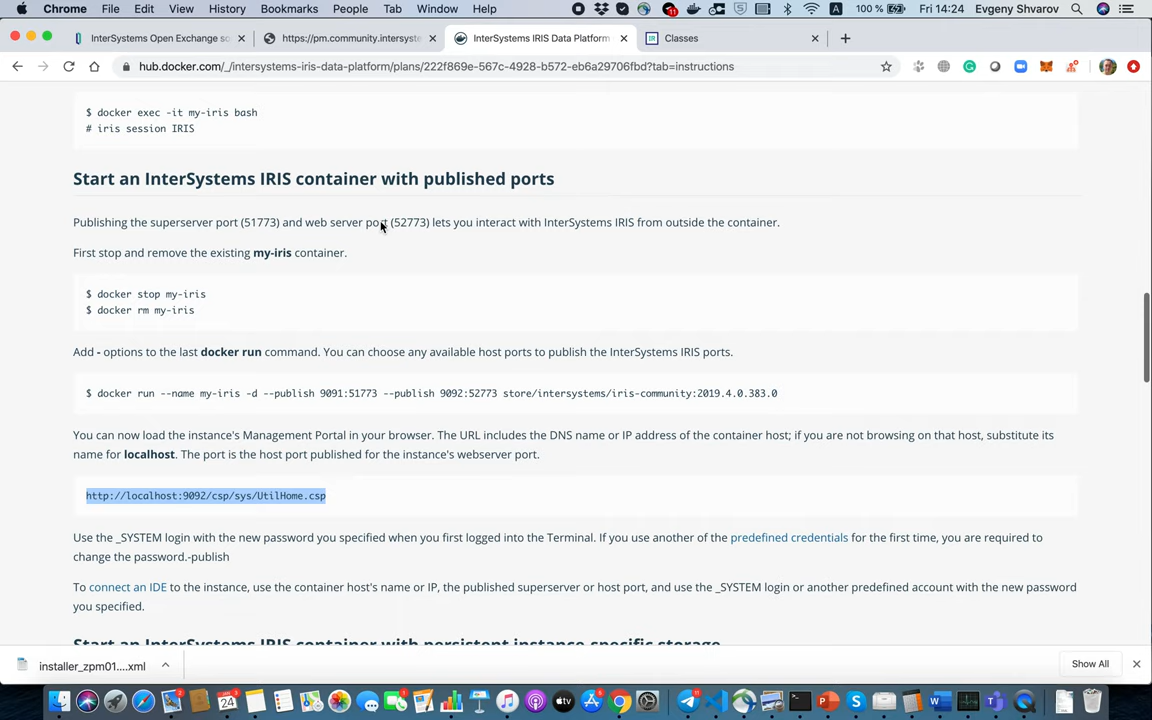 Chrome File Edit View History Bookmarks People Tab Window Help 100 % Fri 14:24 Evgeny Shvarov
InterSystems Open Exchange so
https://pm.community.intersyste
InterSystems IRIS Data Platform
Classes
hub.docker.com/_/intersystems-iris-data-platform/plans/222f869e-567c-4928-b572-eb6a29706fbd?tab=instructions
$ docker exec -it my-iris bash
# iris session IRIS
Start an InterSystems IRIS container with published ports
Publishing the superserver port (51773) and web server port (52773) lets you interact with InterSystems IRIS from outside the container.
First stop and remove the existing my-iris container.
$ docker stop my-iris
$ docker rm my-iris
Add - options to the last docker run command. You can choose any available host ports to publish the InterSystems IRIS ports.
$ docker run --name my-iris -d --publish 9091:51773 --publish 9092:52773 store/intersystems/iris-community:2019.4.0.383.0
You can now load the instance's Management Portal in your browser. The URL includes the DNS name or IP address of the container host; if you are not browsing on that host, substitute its
name for localhost. The port is the host port published for the instance's webserver port.
http://localhost:9092/csp/sys/UtilHome.csp
Use the _SYSTEM login with the new password you specified when you first logged into the Terminal. If you use another of the predefined credentials for the first time, you are required to
change the password.-publish
To connect an IDE to the instance, use the container host's name or IP, the published superserver or host port, and use the _SYSTEM login or another predefined account with the new password
you specified.
Start an InterSystems IRIS container with persistent instance-specific storage
installer_zpm01....xml
Show All